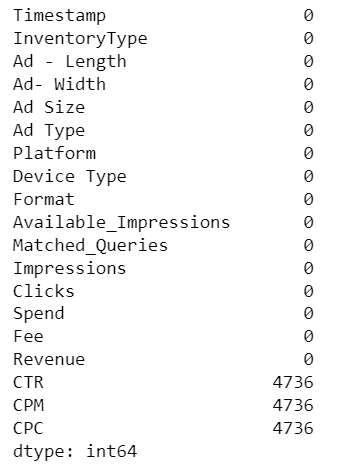 Timestamp 0
InventoryType 0
Ad - Length 0
Ad- Width 0
Ad Size 0
Ad Type 0
Platform 0
Device Type 0
Format 0
Available_Impressions 0
Matched_Queries 0
Impressions 0
Clicks 0
Spend 0
Fee 0
Revenue 0
CTR 4736
CPM 4736
CPC 4736
dtype: int64